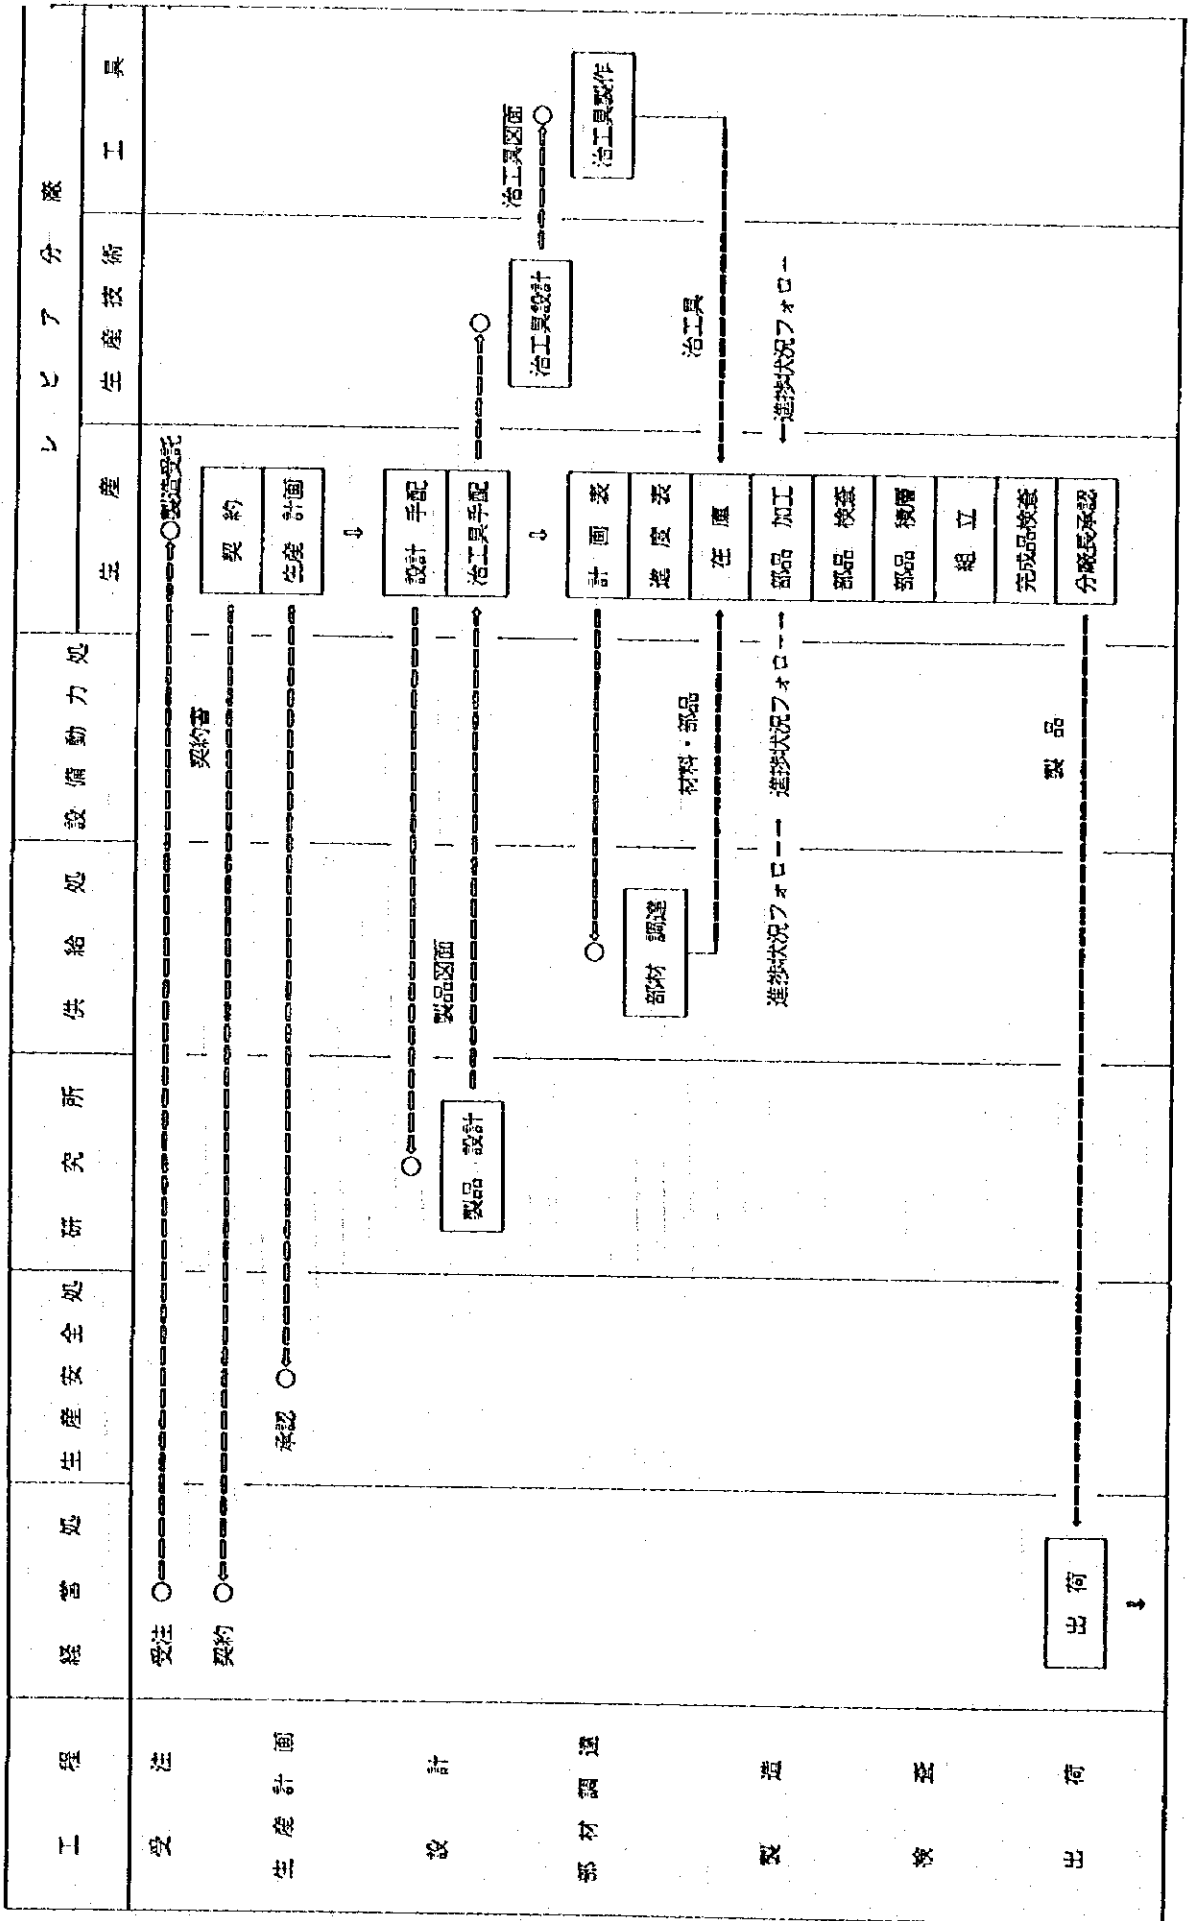 工程
経営処
生産安全処
研究所
供給処
設備動力処
レピア分廠
生産
生産技術
工具
受注
受注
製造受託
契約書
契約
契約
生産計画
承認
生産計画
⇩
設計
設計手配
製品図面
製品設計
治工具手配
治工具設計
治工具図面
⇩
部材調達
計画表
進度表
部材調達
材料・部品
在庫
治工具
治工具製作
製造
進捗状況フォロー
進捗状況フォロー
部品加工
進捗状況フォロー
検査
部品検査
部品積層
組立
完成品検査
出荷
出荷
製品
分廠長承認